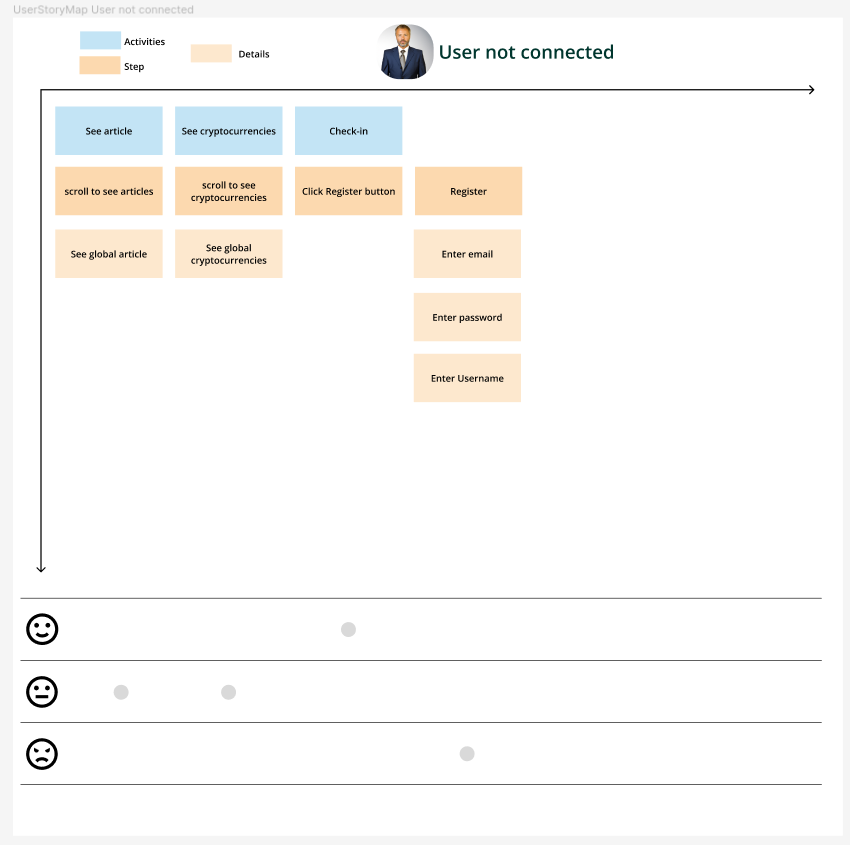 UserStoryMap User not connected
Activities
Step
Details
User not connected
See article
See cryptocurrencies
Check-in
scroll to see articles
scroll to see
cryptocurrencies
Click Register button
Register
See global article
See global
cryptocurrencies
Enter email
Enter password
Enter Username